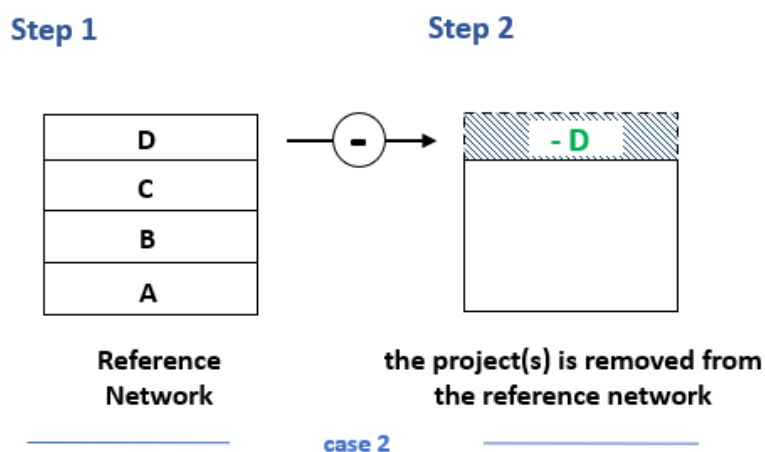 Step 1
Step 2
D
C
B
A
-
- D
Reference
Network
the project(s) is removed from
the reference network
case 2